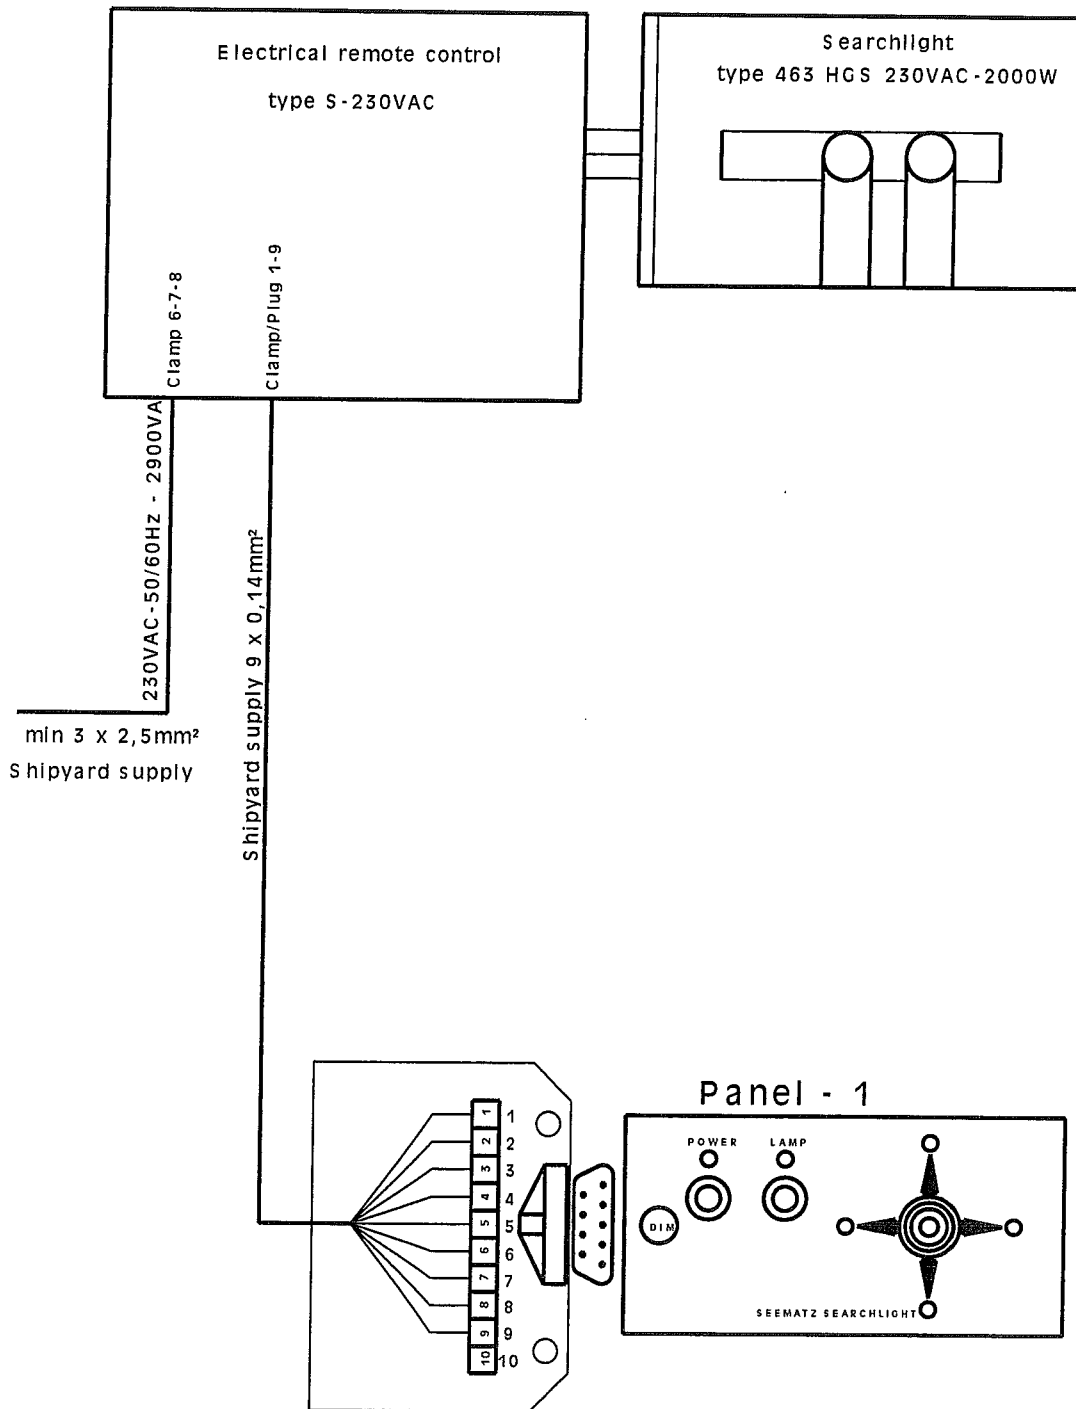 Electrical remote control
type S-230VAC
Searchlight
type 463 HGS 230VAC-2000W
Clamp 6-7-8
Clamp/Plug 1-9
230VAC-50/60Hz - 2900VA
Shipyard supply 9 x 0,14mm²
min 3 x 2,5mm²
Shipyard supply
Panel - 1
1 1
2 2
3 3
4 4
5 5
6 6
7 7
8 8
9 9
10 10
POWER LAMP
DIM
SEEMATZ SEARCHLIGHT